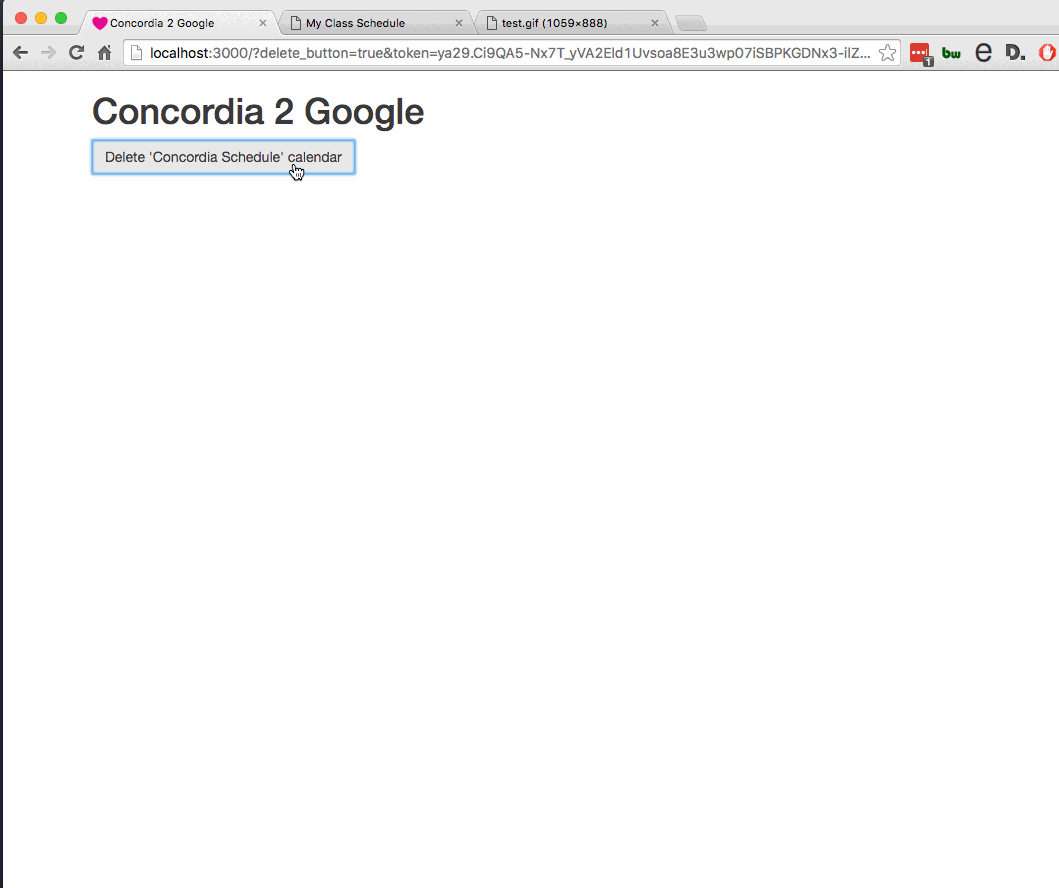 Concordia 2 Google
My Class Schedule
test.gif (1059×888)
localhost:3000/?delete_button=true&token=ya29.Ci9QA5-Nx7T_yVA2Eld1Uvsoa8E3u3wp07iSBPKGDNx3-ilZ...
1
bw
e
D.
Concordia 2 Google
Delete 'Concordia Schedule' calendar